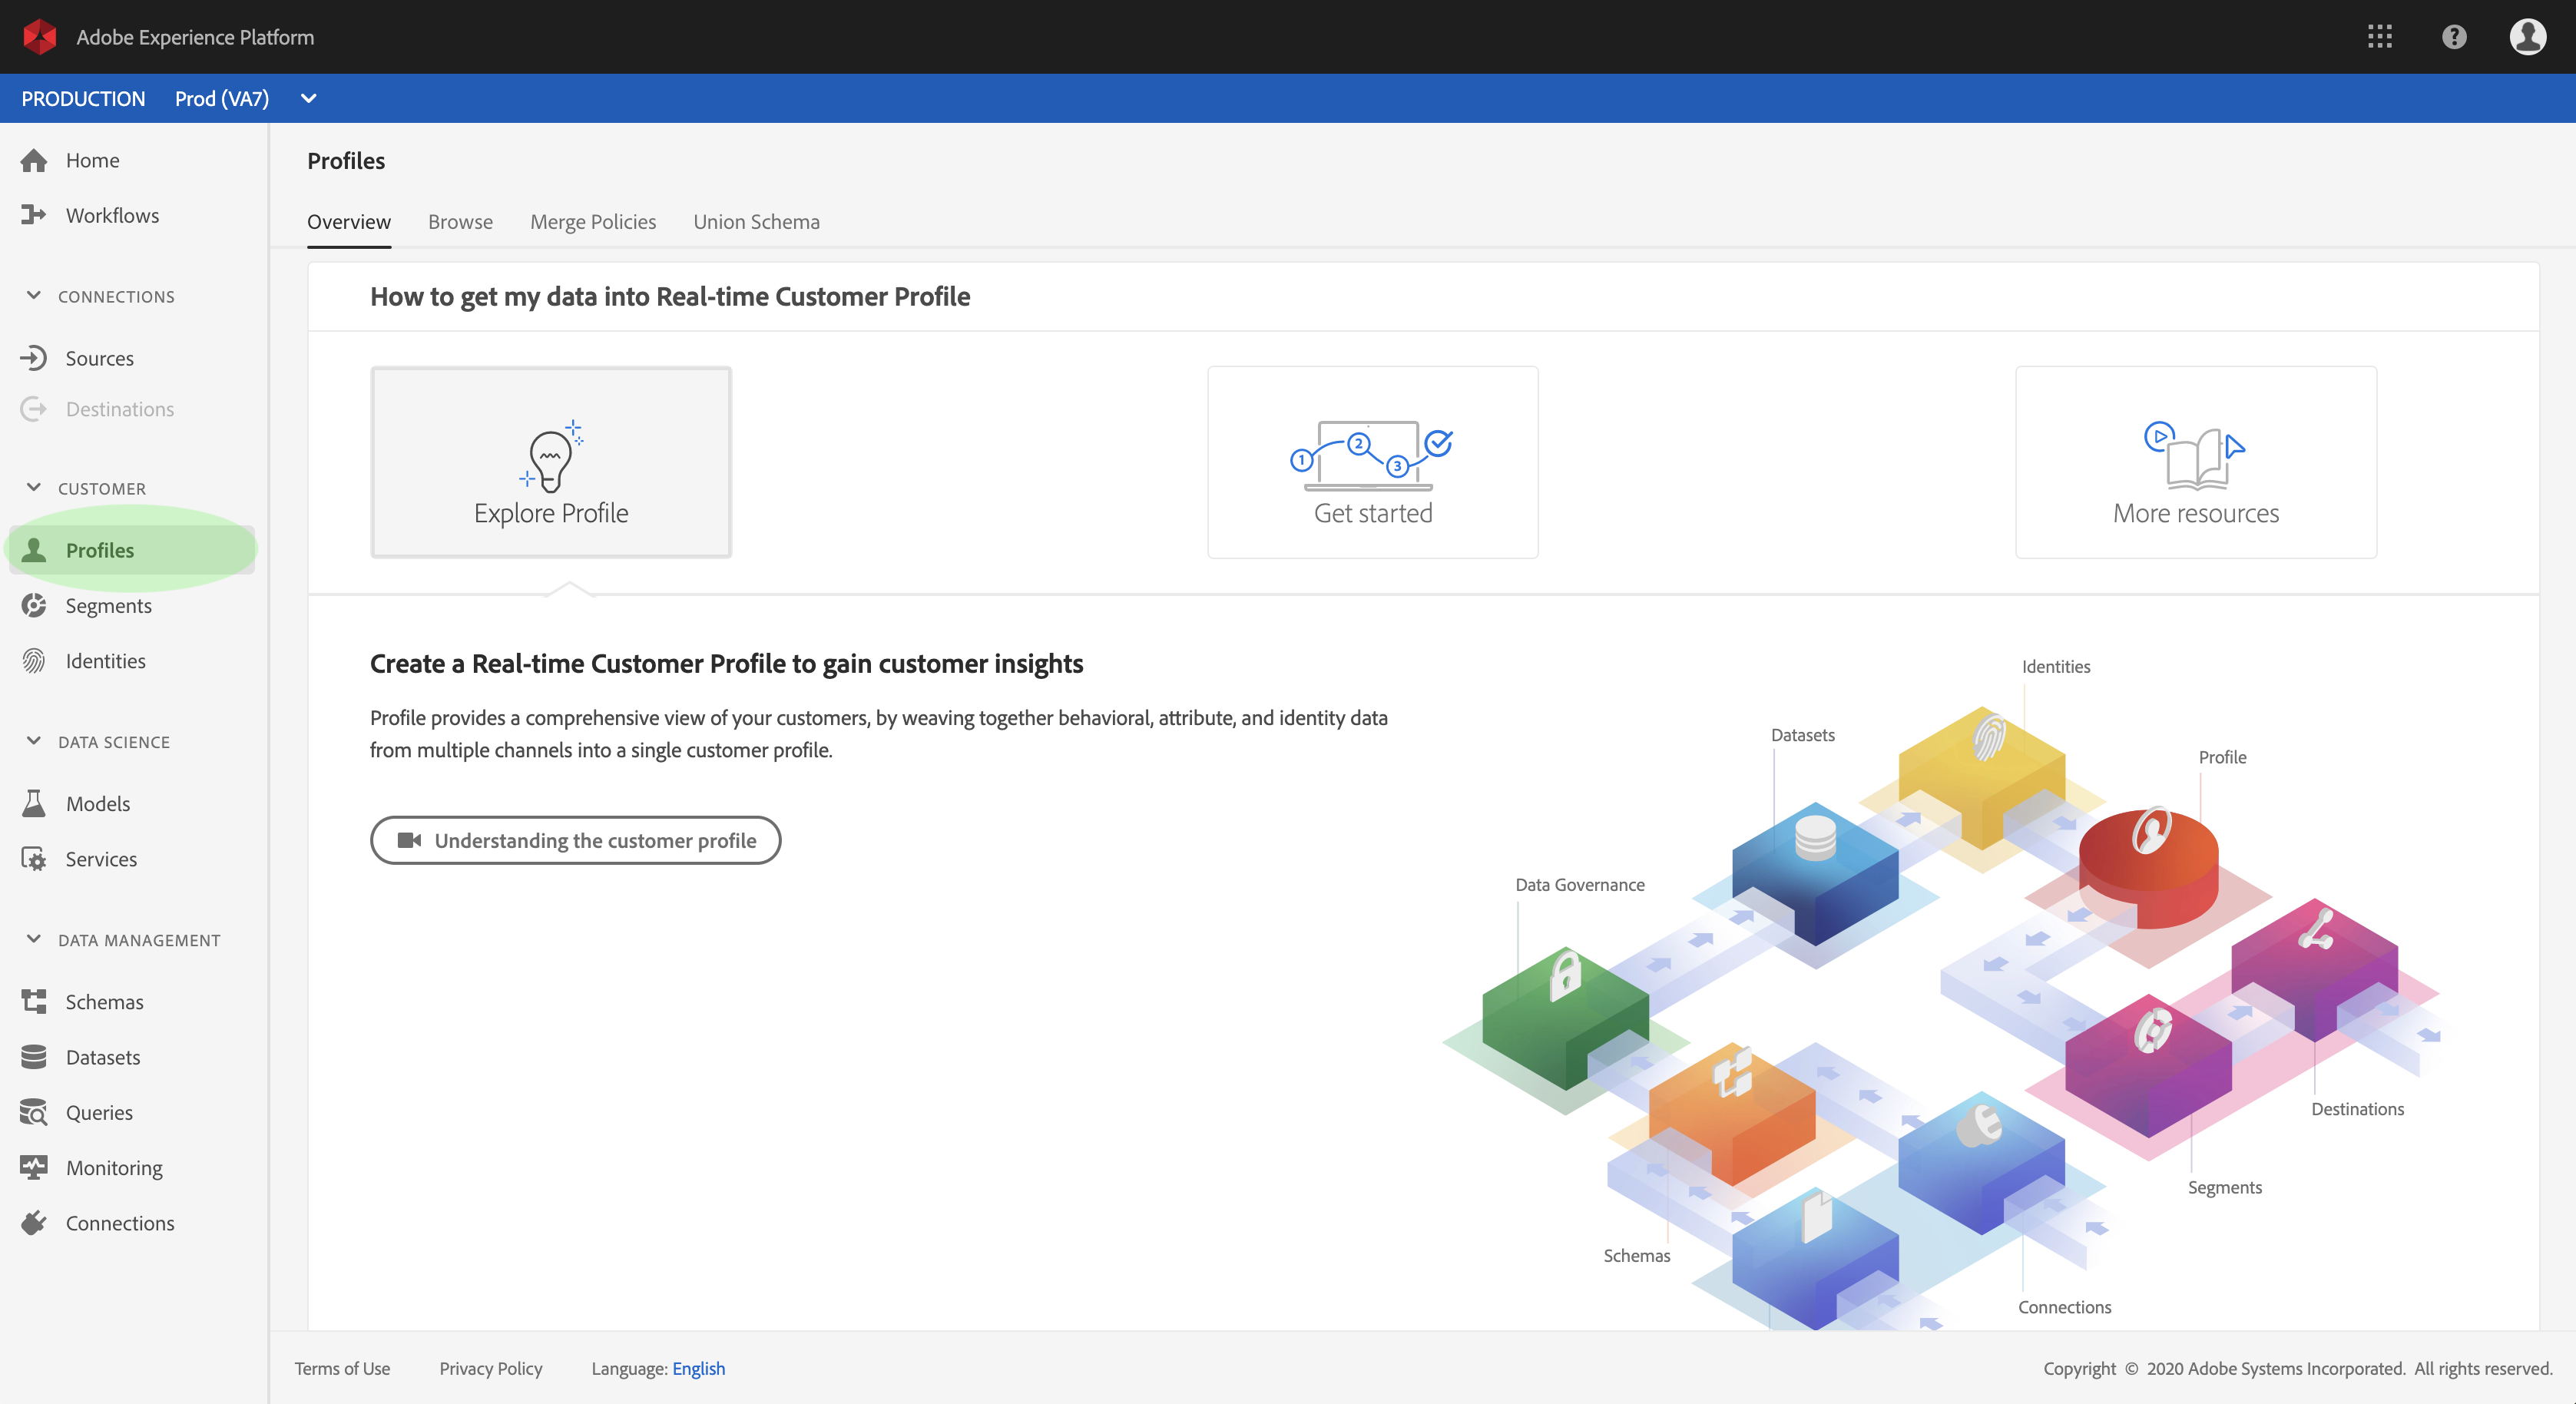 Adobe Experience Platform
PRODUCTION Prod (VA7)
Home
Workflows
CONNECTIONS
Sources
Destinations
CUSTOMER
Profiles
Segments
Identities
DATA SCIENCE
Models
Services
DATA MANAGEMENT
Schemas
Datasets
Queries
Monitoring
Connections
Profiles
Overview Browse Merge Policies Union Schema
How to get my data into Real-time Customer Profile
1 2 3
Explore Profile Get started More resources
Create a Real-time Customer Profile to gain customer insights
Profile provides a comprehensive view of your customers, by weaving together behavioral, attribute, and identity data
from multiple channels into a single customer profile.
Understanding the customer profile
Identities
Datasets
Profile
Data Governance
Destinations
Segments
Schemas
Connections
Terms of Use Privacy Policy Language: English
Copyright © 2020 Adobe Systems Incorporated. All rights reserved.